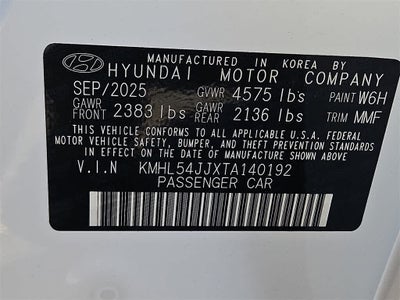 MANUFACTURED IN KOREA BY
HYUNDAI MOTOR COMPANY
SEP/2025 GVWR 4575 lbs PAINT W6H
GAWR FRONT 2383 lbs GAWR REAR 2136 lbs TRIM MMF
THIS VEHICLE CONFORMS TO ALL APPLICABLE U.S.A. FEDERAL
MOTOR VEHICLE SAFETY, BUMPER, AND THEFT PREVENTION
STANDARDS IN EFFECT ON THE DATE OF MANUFACTURE SHOWN ABOVE.
V.I.N KMHL54JJXTA140192
PASSENGER CAR